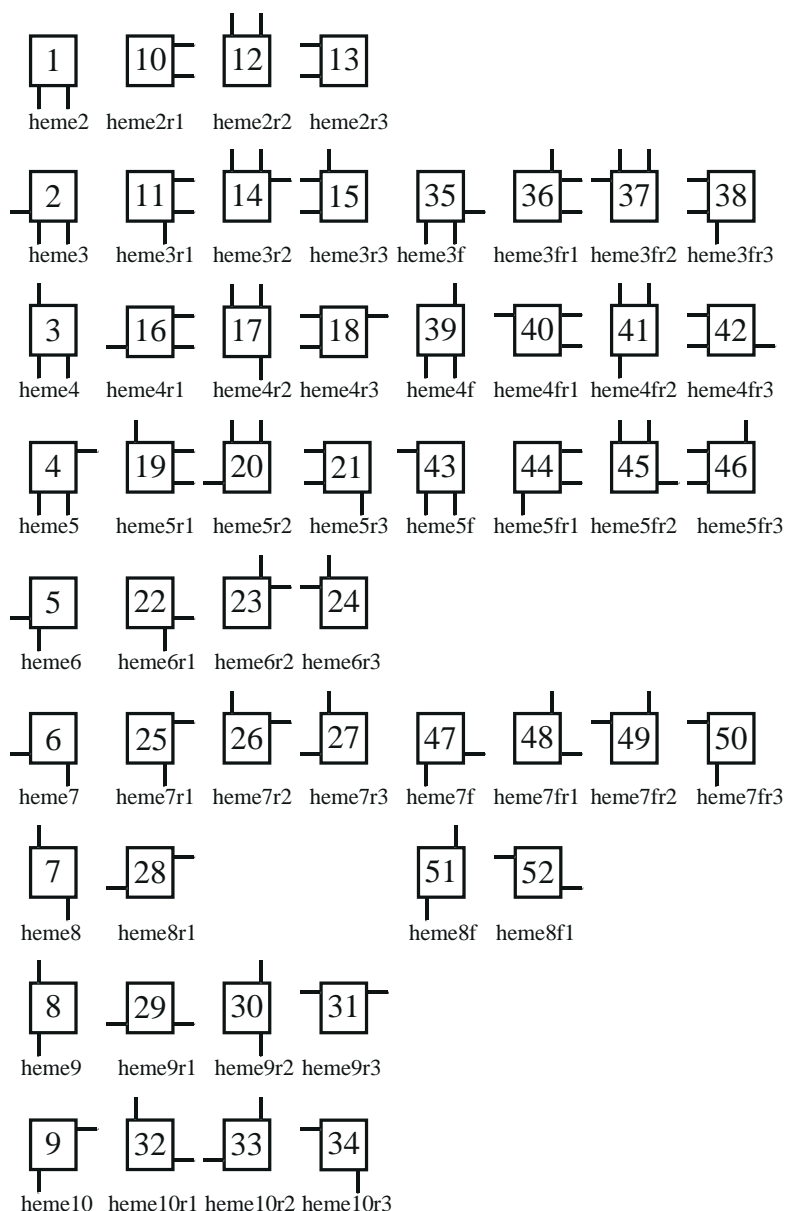 1 10 12 13
heme2 heme2r1 heme2r2 heme2r3
2 11 14 15 35 36 37 38
heme3 heme3r1 heme3r2 heme3r3 heme3f heme3fr1 heme3fr2 heme3fr3
3 16 17 18 39 40 41 42
heme4 heme4r1 heme4r2 heme4r3 heme4f heme4fr1 heme4fr2 heme4fr3
4 19 20 21 43 44 45 46
heme5 heme5r1 heme5r2 heme5r3 heme5f heme5fr1 heme5fr2 heme5fr3
5 22 23 24
heme6 heme6r1 heme6r2 heme6r3
6 25 26 27 47 48 49 50
heme7 heme7r1 heme7r2 heme7r3 heme7f heme7fr1 heme7fr2 heme7fr3
7 28 51 52
heme8 heme8r1 heme8f heme8f1
8 29 30 31
heme9 heme9r1 heme9r2 heme9r3
9 32 33 34
heme10 heme10r1 heme10r2 heme10r3